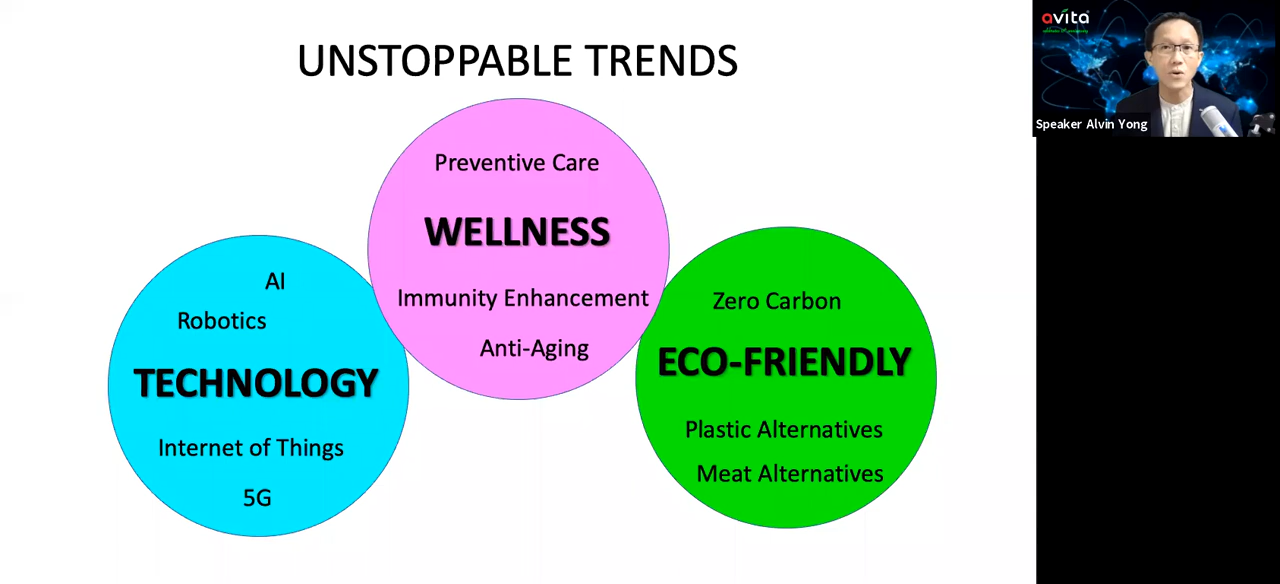 UNSTOPPABLE TRENDS
Preventive Care
WELLNESS
Immunity Enhancement
Anti-Aging
AI
Robotics
TECHNOLOGY
Internet of Things
5G
Zero Carbon
ECO-FRIENDLY
Plastic Alternatives
Meat Alternatives
avita
Speaker Alvin Yong